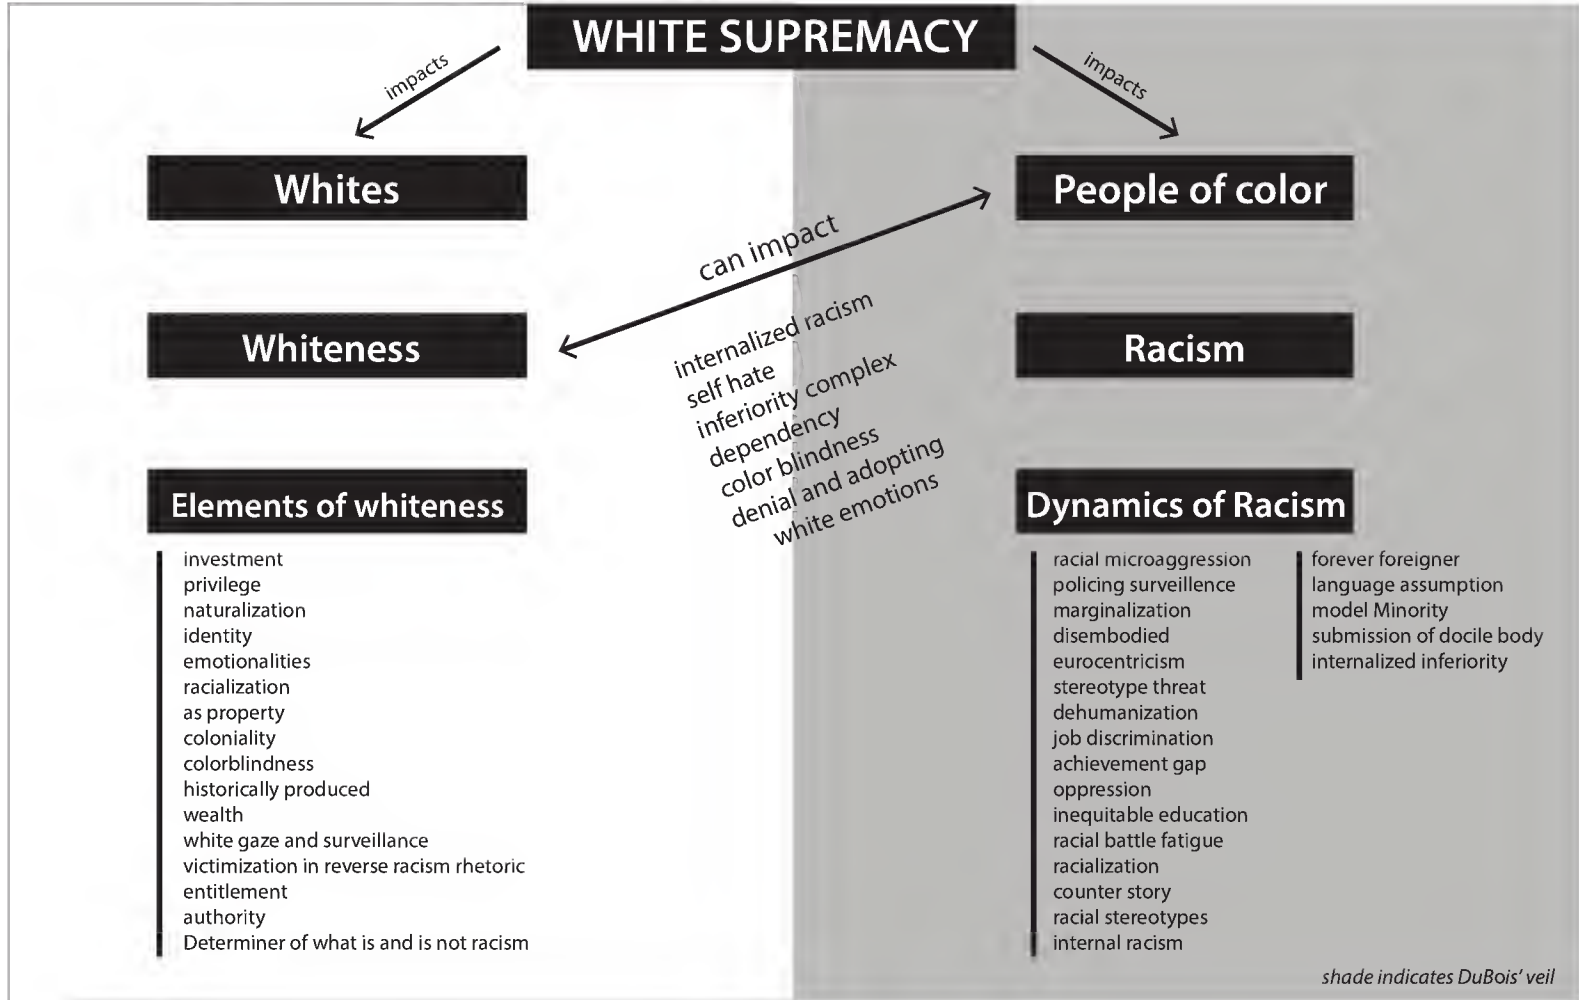 WHITE SUPREMACY
impacts
impacts
Whites
People of color
can impact
Whiteness
Racism
internalized racism
self hate
inferiority complex
dependency
color blindness
denial and adopting
white emotions
Elements of whiteness
investment
privilege
naturalization
identity
emotionalities
racialization
as property
coloniality
colorblindness
historically produced
wealth
white gaze and surveillance
victimization in reverse racism rhetoric
entitlement
authority
Determiner of what is and is not racism
Dynamics of Racism
racial microaggression
policing surveillence
marginalization
disembodied
eurocentricism
stereotype threat
dehumanization
job discrimination
achievement gap
oppression
inequitable education
racial battle fatigue
racialization
counter story
racial stereotypes
internal racism
forever foreigner
language assumption
model Minority
submission of docile body
internalized inferiority
shade indicates DuBois' veil